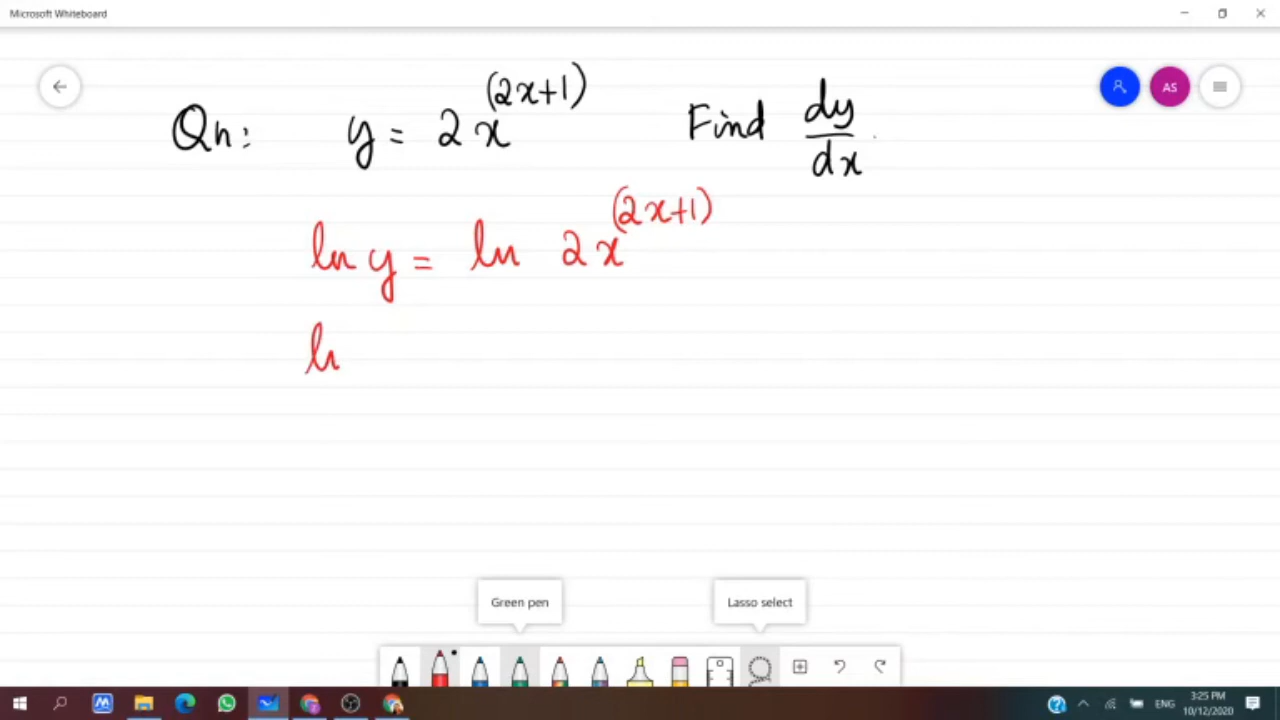 Microsoft Whiteboard
AS
Qn: y = 2x^(2x+1) Find dy/dx
ln y = ln 2x^(2x+1)
ln
Green pen
Lasso select
ENG
3:25 PM
10/12/2020